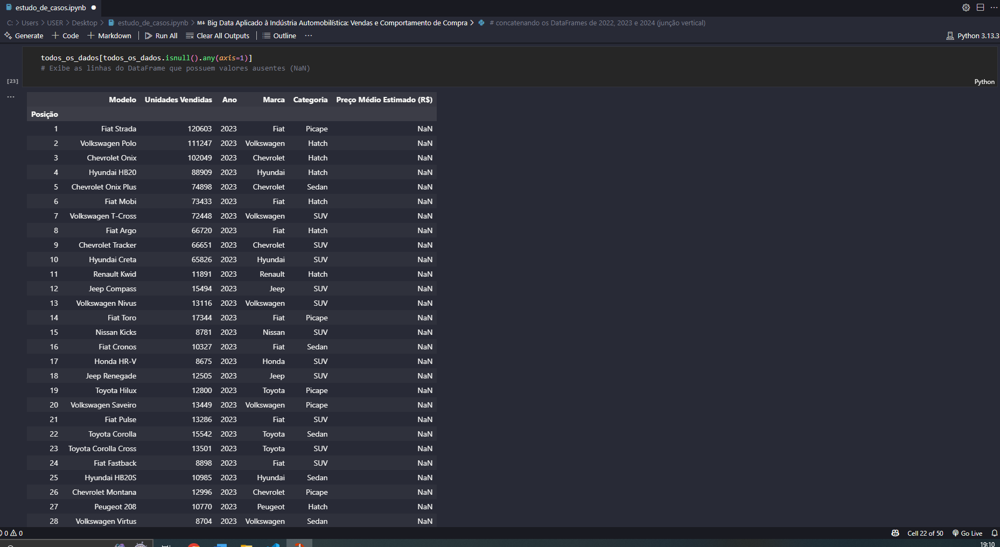 estudo_de_casos.ipynb ●
C: > Users > USER > Desktop > estudo_de_casos.ipynb > M↓ Big Data Aplicado à Indústria Automobilística: Vendas e Comportamento de Compra > # concatenando os DataFrames de 2022, 2023 e 2024 (junção vertical)
Generate + Code + Markdown | Run All Clear All Outputs | Outline ··· Python 3.13.3
todos_os_dados[todos_os_dados.isnull().any(axis=1)]
# Exibe as linhas do DataFrame que possuem valores ausentes (NaN)
[23]
Python
...
Modelo Unidades Vendidas Ano Marca Categoria Preço Médio Estimado (R$)
Posição
1 Fiat Strada 120603 2023 Fiat Picape NaN
2 Volkswagen Polo 111247 2023 Volkswagen Hatch NaN
3 Chevrolet Onix 102049 2023 Chevrolet Hatch NaN
4 Hyundai HB20 88909 2023 Hyundai Hatch NaN
5 Chevrolet Onix Plus 74898 2023 Chevrolet Sedan NaN
6 Fiat Mobi 73433 2023 Fiat Hatch NaN
7 Volkswagen T-Cross 72448 2023 Volkswagen SUV NaN
8 Fiat Argo 66720 2023 Fiat Hatch NaN
9 Chevrolet Tracker 66651 2023 Chevrolet SUV NaN
10 Hyundai Creta 65826 2023 Hyundai SUV NaN
11 Renault Kwid 11891 2023 Renault Hatch NaN
12 Jeep Compass 15494 2023 Jeep SUV NaN
13 Volkswagen Nivus 13116 2023 Volkswagen SUV NaN
14 Fiat Toro 17344 2023 Fiat Picape NaN
15 Nissan Kicks 8781 2023 Nissan SUV NaN
16 Fiat Cronos 10327 2023 Fiat Sedan NaN
17 Honda HR-V 8675 2023 Honda SUV NaN
18 Jeep Renegade 12505 2023 Jeep SUV NaN
19 Toyota Hilux 12800 2023 Toyota Picape NaN
20 Volkswagen Saveiro 13449 2023 Volkswagen Picape NaN
21 Fiat Pulse 13286 2023 Fiat SUV NaN
22 Toyota Corolla 15542 2023 Toyota Sedan NaN
23 Toyota Corolla Cross 13501 2023 Toyota SUV NaN
24 Fiat Fastback 8898 2023 Fiat SUV NaN
25 Hyundai HB20S 10985 2023 Hyundai Sedan NaN
26 Chevrolet Montana 12996 2023 Chevrolet Picape NaN
27 Peugeot 208 10770 2023 Peugeot Hatch NaN
28 Volkswagen Virtus 8704 2023 Volkswagen Sedan NaN
0 0 Cell 22 of 50 Go Live
19:10